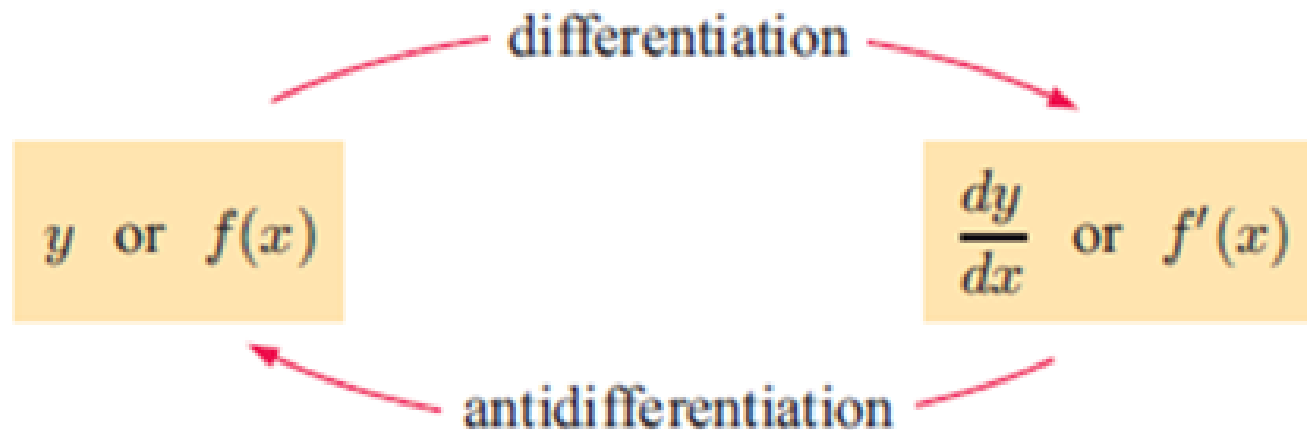 differentiation
y or f(x)
dy/dx or f′(x)
antidifferentiation